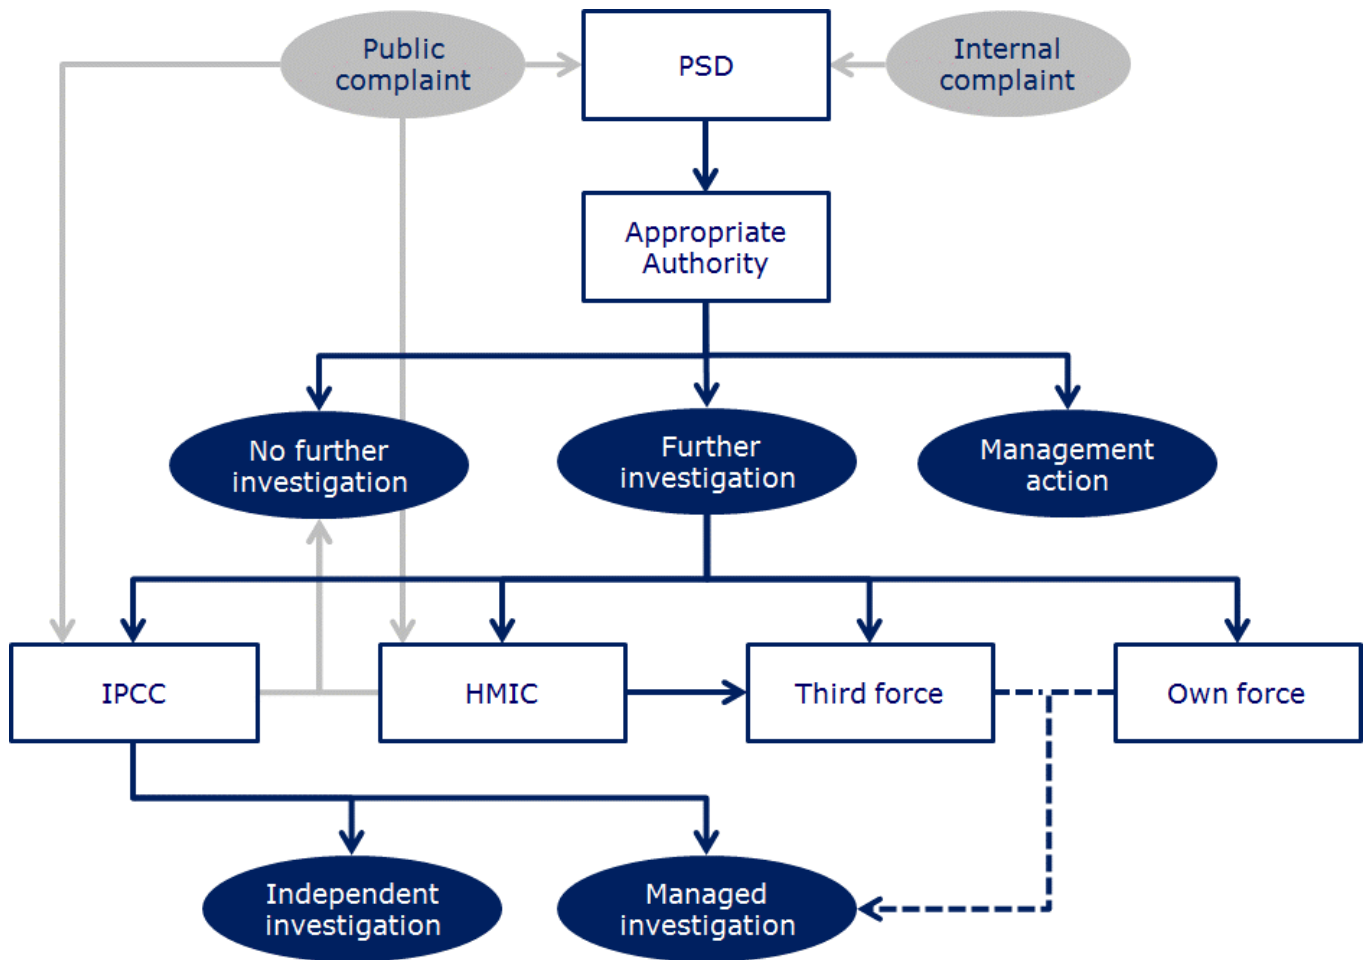 Public
complaint
PSD
Internal
complaint
Appropriate
Authority
No further
investigation
Further
investigation
Management
action
IPCC
HMIC
Third force
Own force
Independent
investigation
Managed
investigation